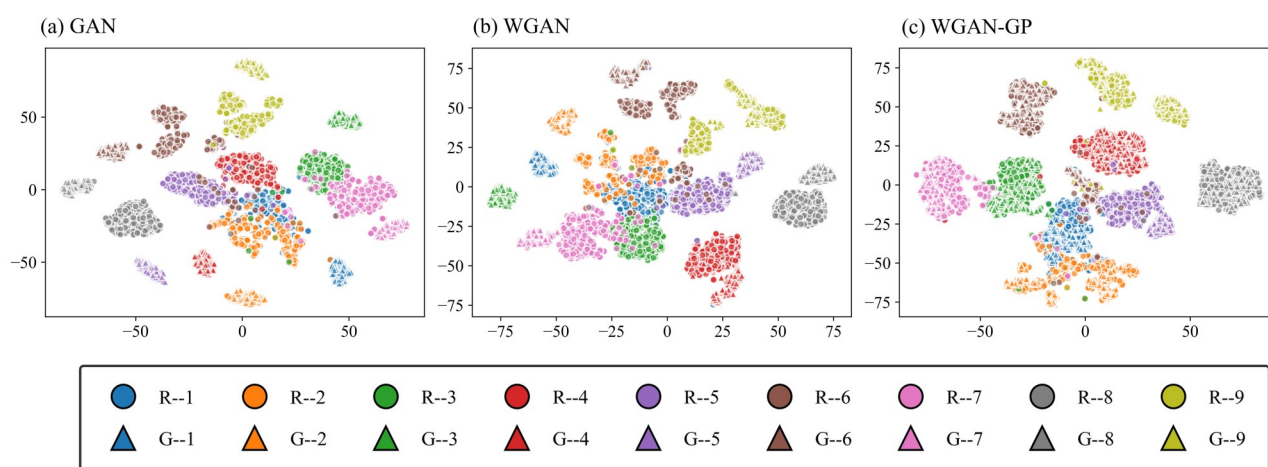 (a) GAN
(b) WGAN
(c) WGAN-GP
50
0
−50
−50
0
50
75
50
25
0
−25
−50
−75
−75
−50
−25
0
25
50
75
75
50
25
0
−25
−50
−75
−50
0
50
R--1
R--2
R--3
R--4
R--5
R--6
R--7
R--8
R--9
G--1
G--2
G--3
G--4
G--5
G--6
G--7
G--8
G--9